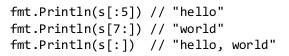 fmt.Println(s[:5]) // "hello"
fmt.Println(s[7:]) // "world"
fmt.Println(s[:]) // "hello, world"